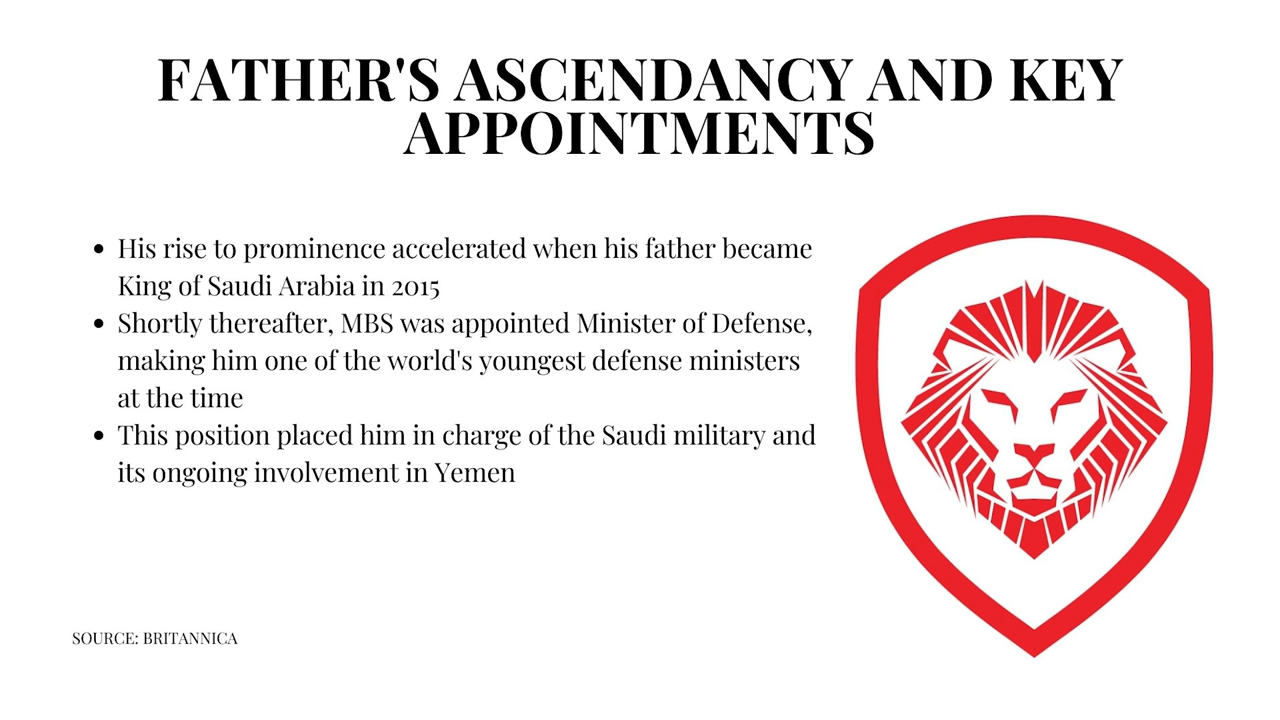 FATHER'S ASCENDANCY AND KEY
APPOINTMENTS
• His rise to prominence accelerated when his father became
King of Saudi Arabia in 2015
• Shortly thereafter, MBS was appointed Minister of Defense,
making him one of the world's youngest defense ministers
at the time
• This position placed him in charge of the Saudi military and
its ongoing involvement in Yemen
SOURCE: BRITANNICA